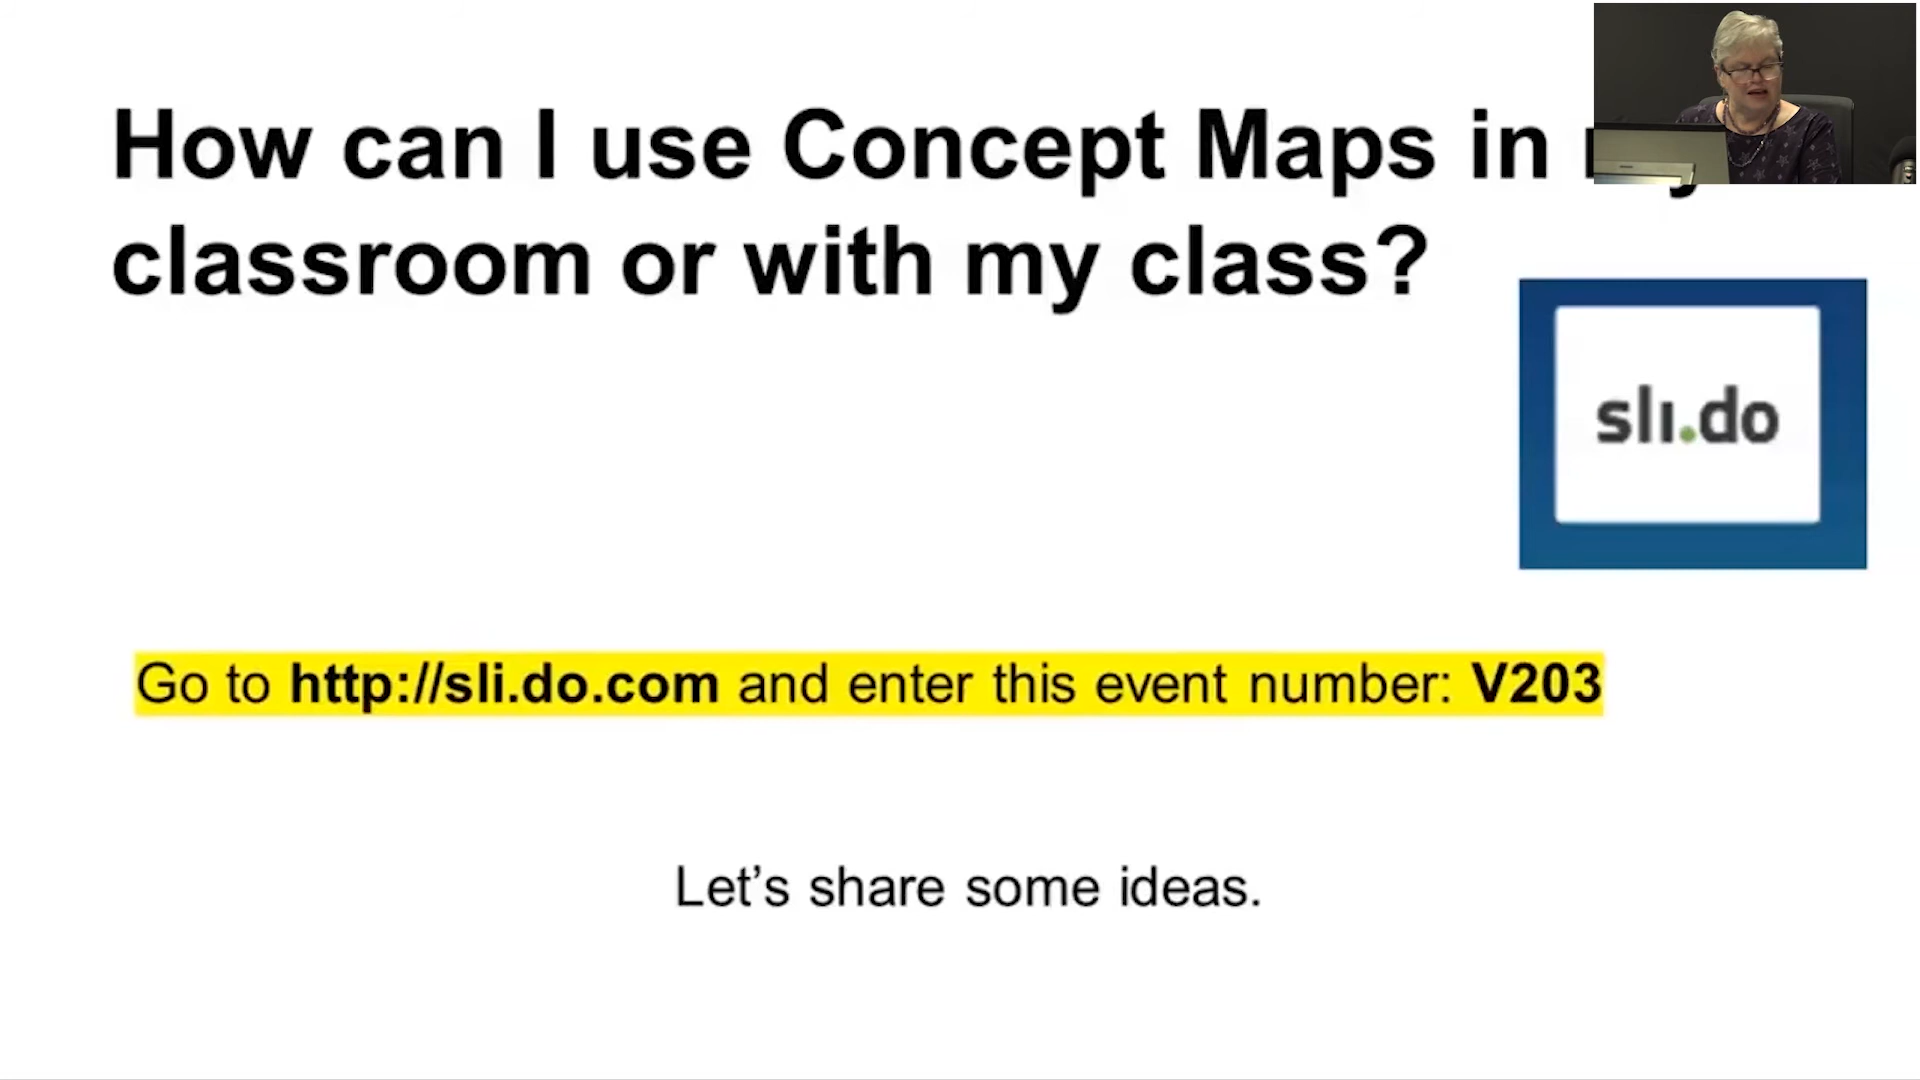 How can I use Concept Maps in
classroom or with my class?
sli.do
Go to http://sli.do.com and enter this event number: V203
Let’s share some ideas.